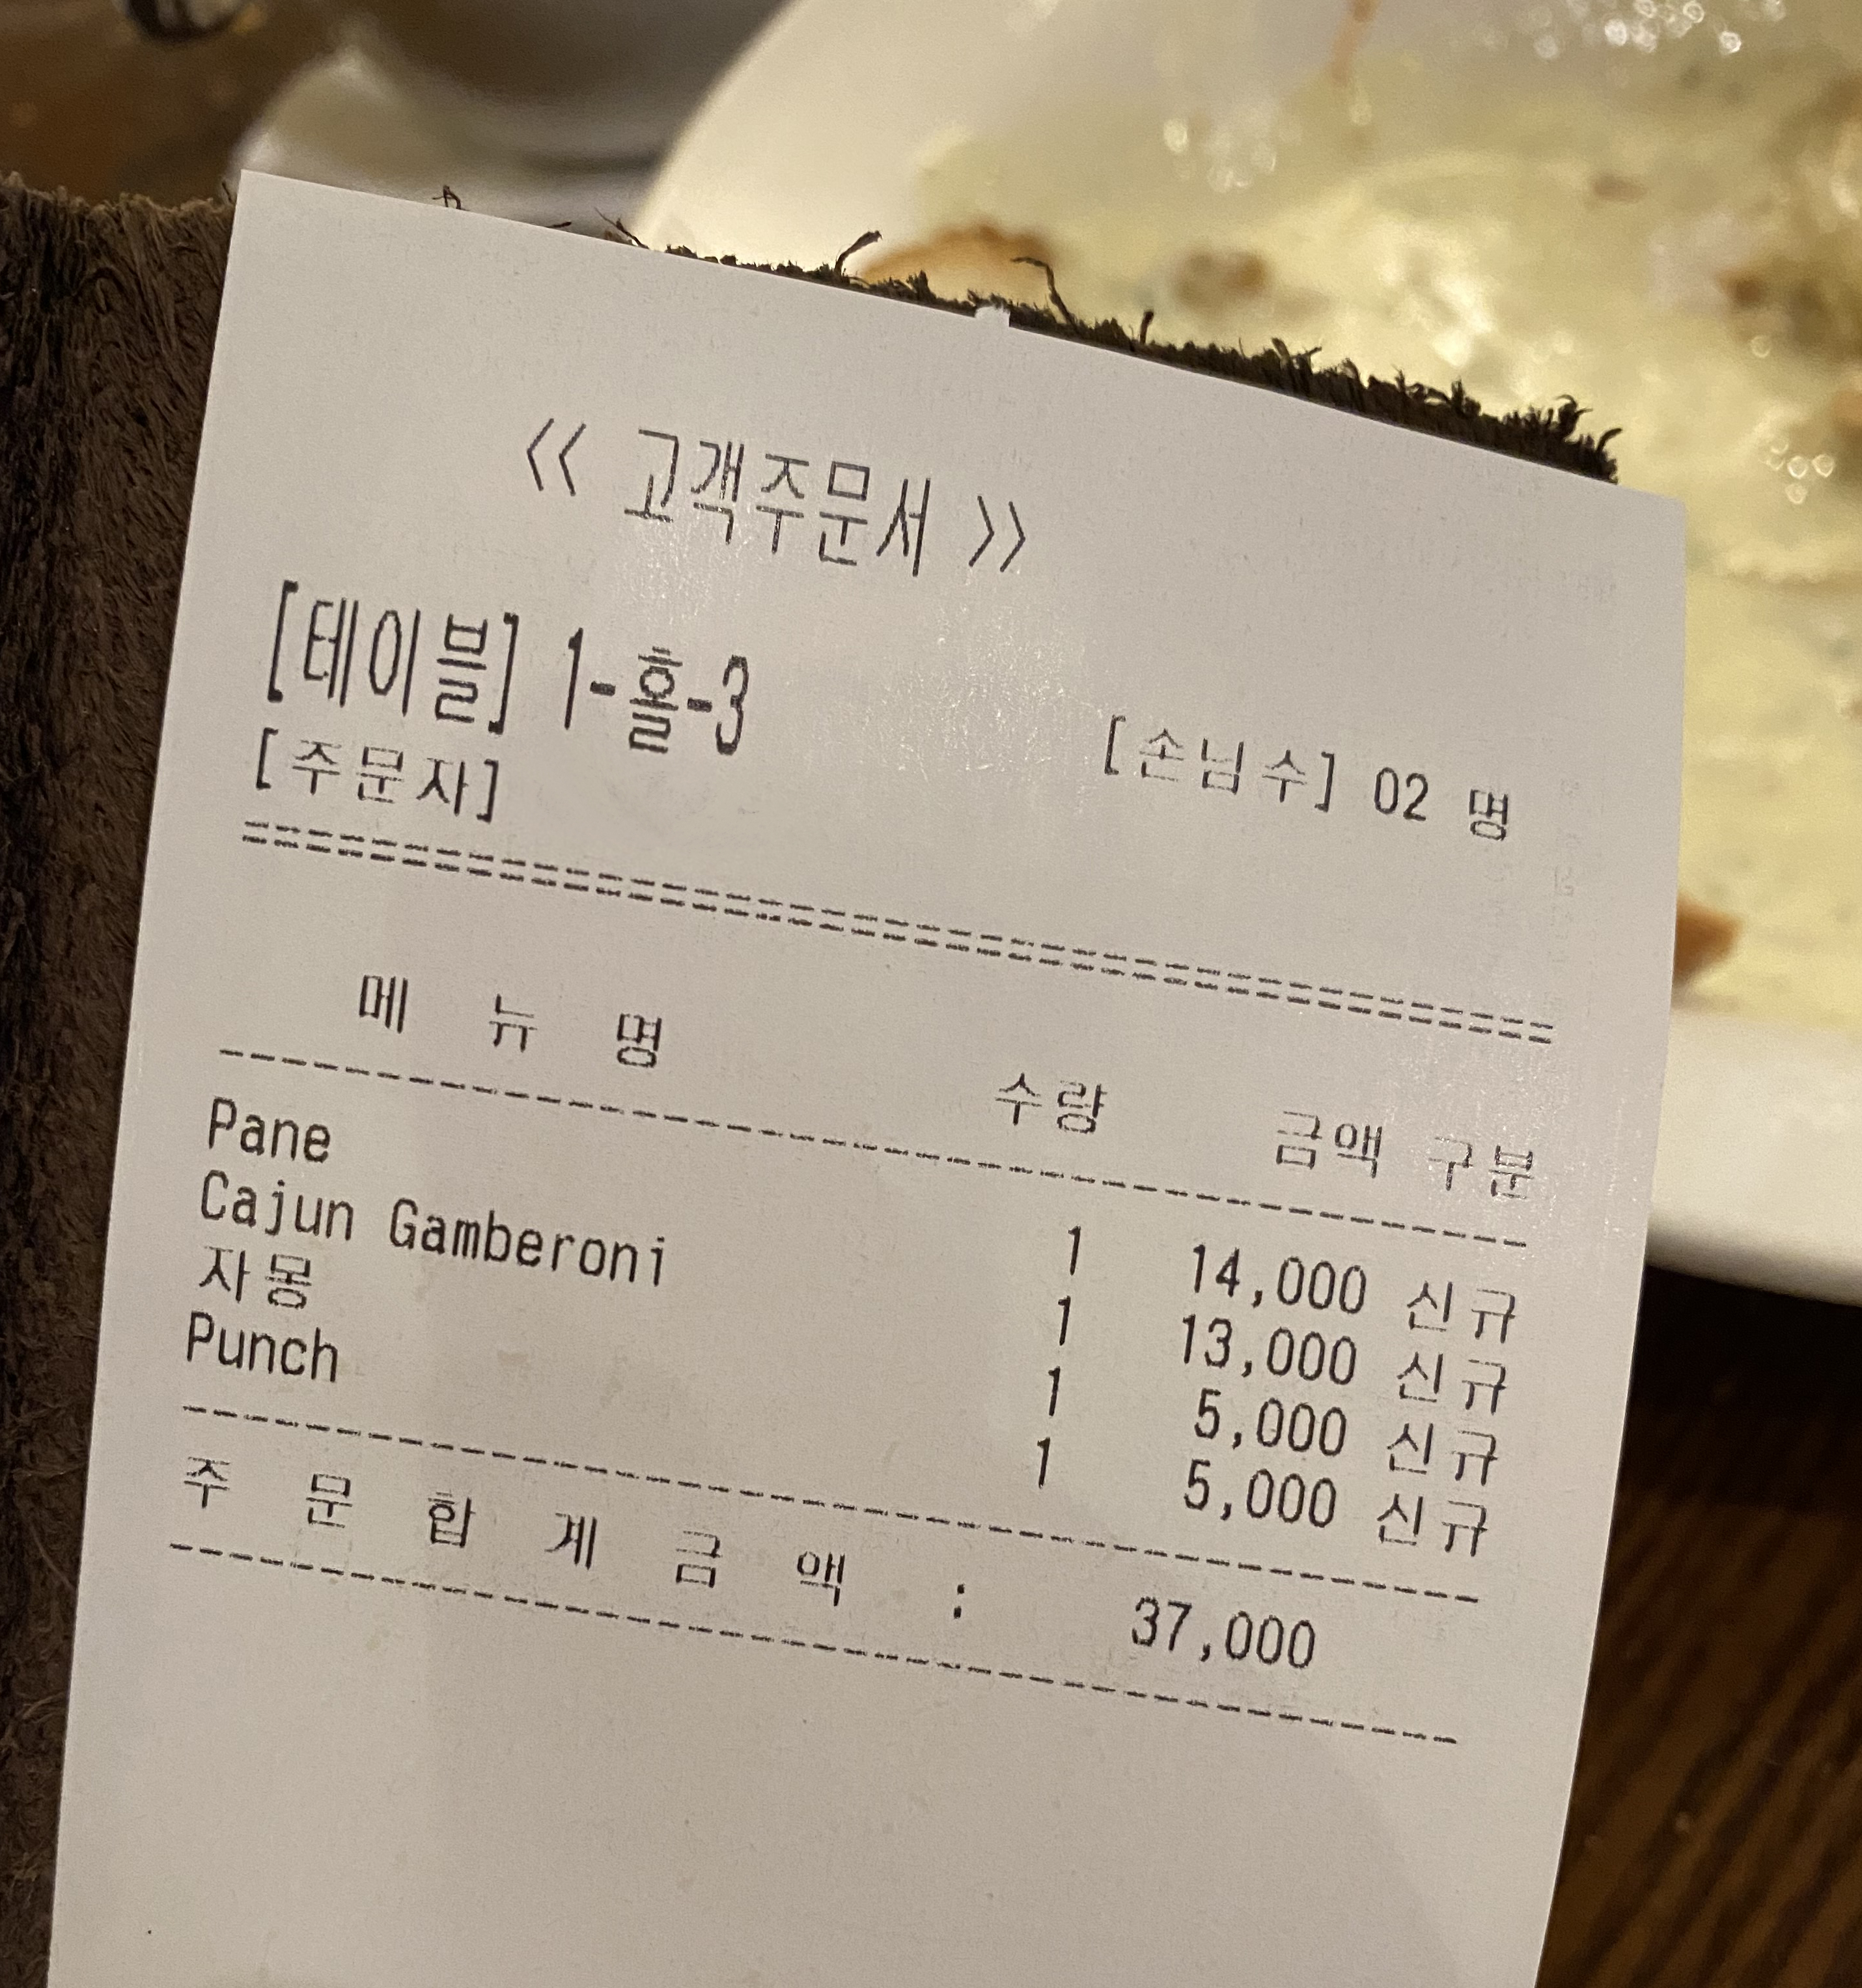 << 고객주문서 >>
[테이블] 1-홀-3
[주문자] [손님수] 02 명
메 뉴 명 수량 금액 구분
Pane 1 14,000 신규
Cajun Gamberoni 1 13,000 신규
자몽 1 5,000 신규
Punch 1 5,000 신규
주 문 합 계 금 액 : 37,000